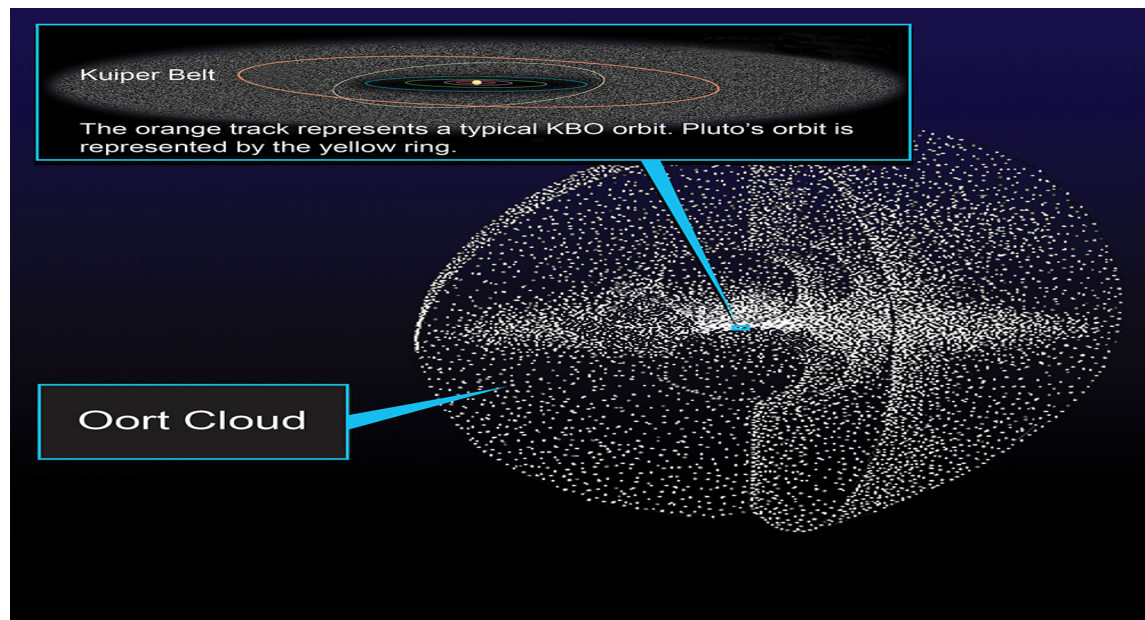 Kuiper Belt
The orange track represents a typical KBO orbit. Pluto's orbit is
represented by the yellow ring.
Oort Cloud